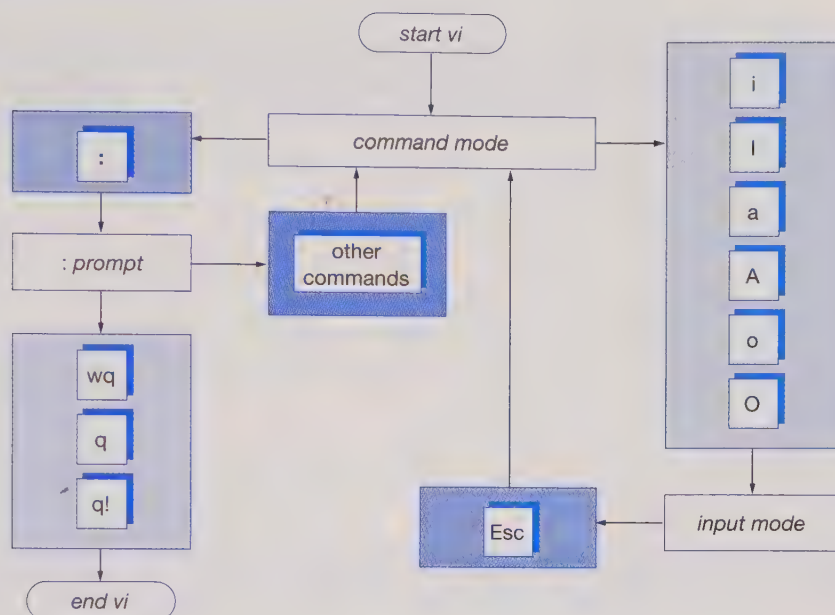 start vi
command mode
:
: prompt
other
commands
wq
q
q!
end vi
i
I
a
A
o
O
input mode
Esc